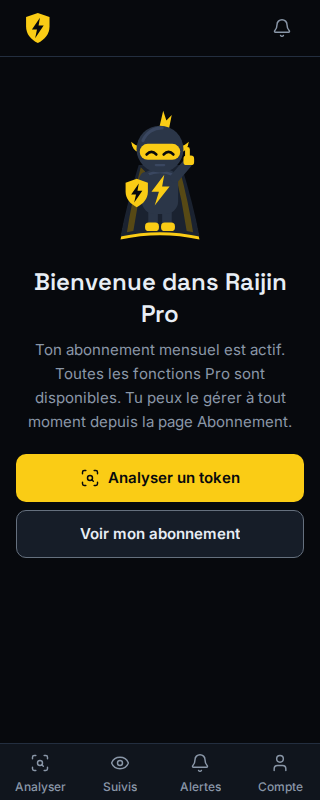 Bienvenue dans Raijin
Pro
Ton abonnement mensuel est actif.
Toutes les fonctions Pro sont
disponibles. Tu peux le gérer à tout
moment depuis la page Abonnement.
Analyser un token
Voir mon abonnement
Analyser
Suivis
Alertes
Compte